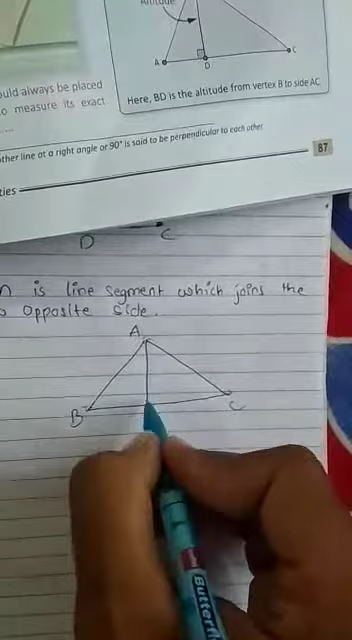 Altitude
A
D
C
ould always be placed
o measure its exact
Here, BD is the altitude from vertex B to side AC.
ther line at a right angle or 90° is said to be perpendicular to each other
87
ties
D C
n is line segment which joins the
o opposite side.
A
B C
Butterfl